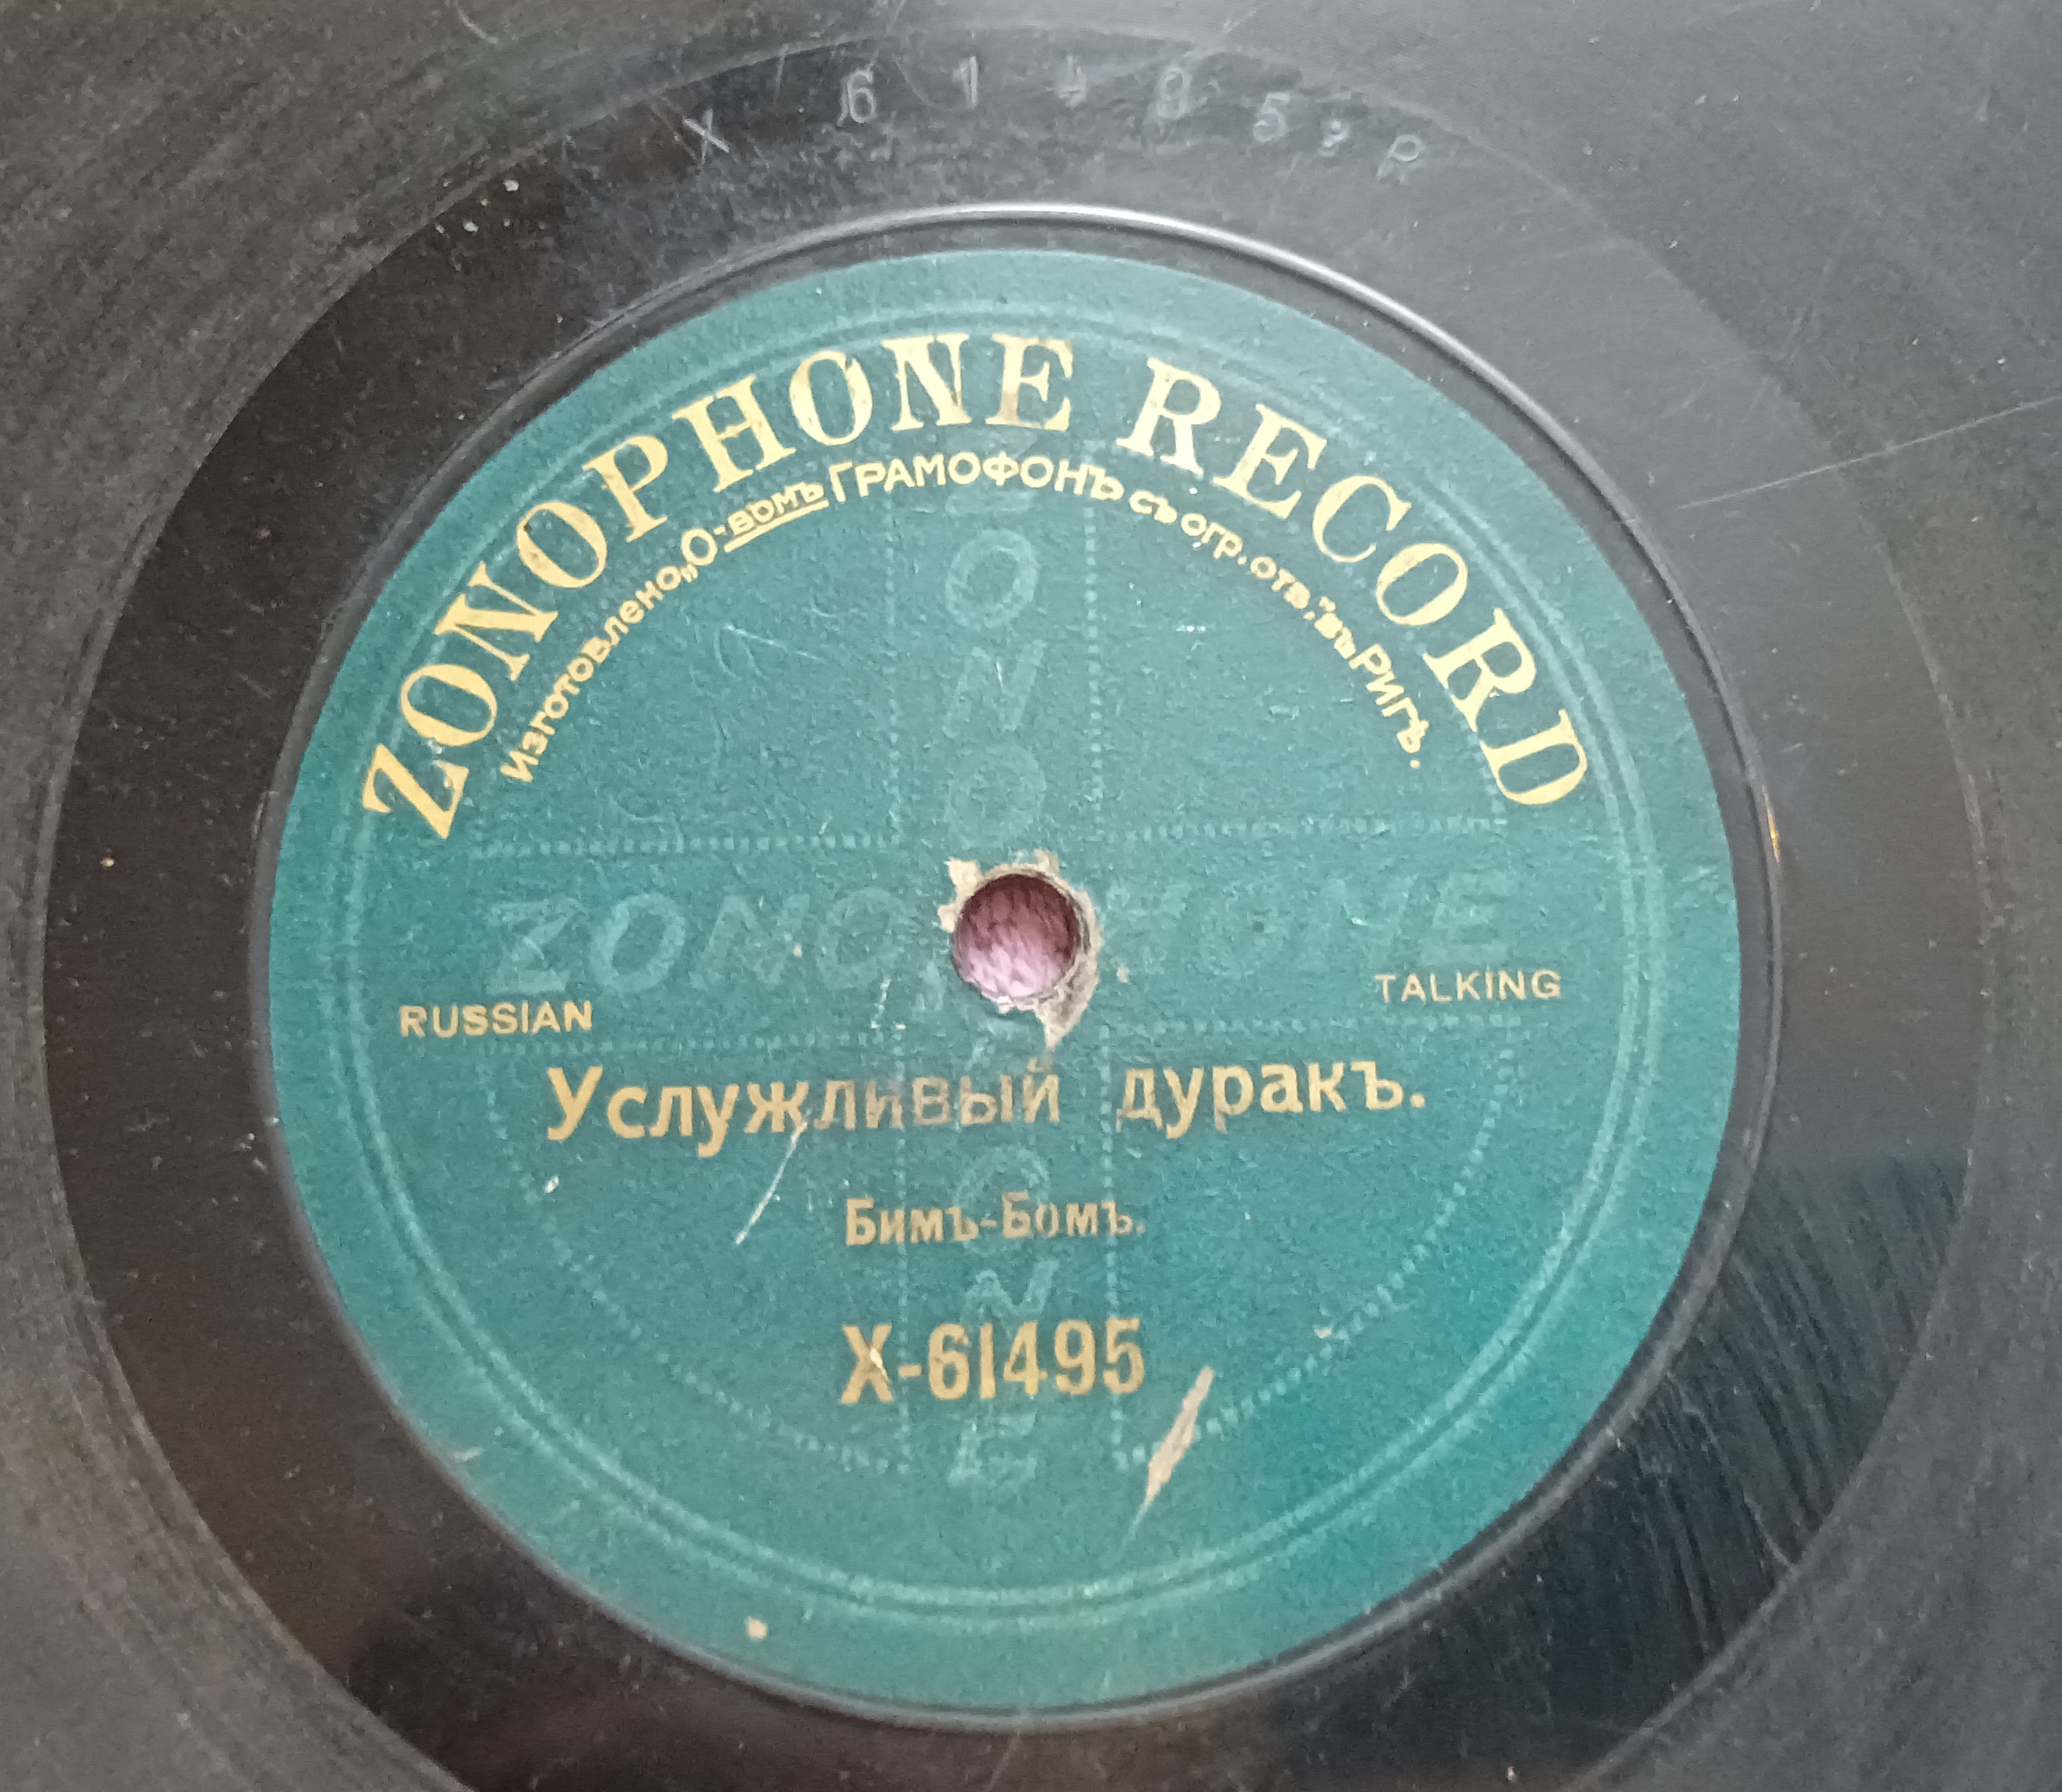 X 61495 R
ZONOPHONE RECORD
Изготовлено „О-вомъ ГРАМОФОНЪ съ огр. отв." въ Ригѣ.
ZONOPHONE
RUSSIAN
TALKING
Услужливый дуракъ.
Бимъ-Бомъ.
X-61495